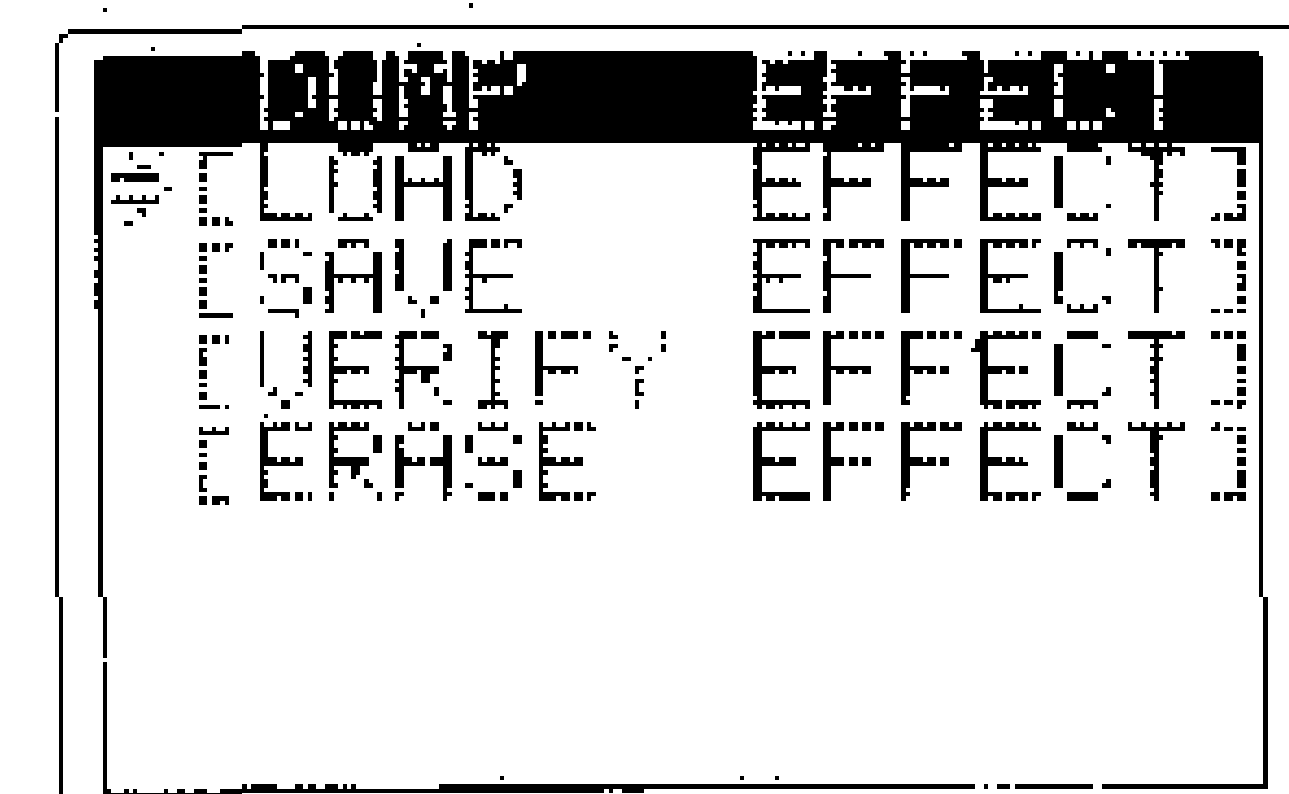 DUMP EFFECT
[LOAD EFFECT]
[SAVE EFFECT]
[VERIFY EFFECT]
[ERASE EFFECT]